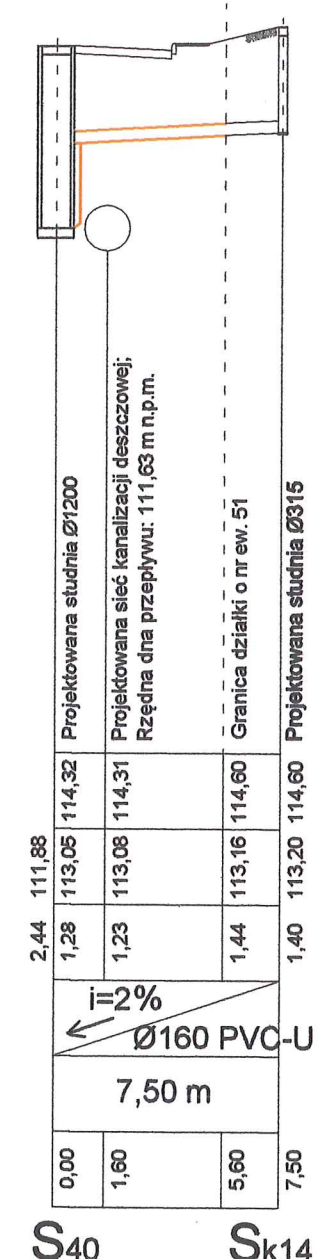 Projektowana studnia Ø1200
Projektowana sieć kanalizacji deszczowej;
Rzędna dna przepływu: 111,63 m n.p.m.
Granica działki o nr ew. 51
Projektowana studnia Ø315
114,32
114,31
114,60
114,60
111,88
113,05
113,08
113,16
113,20
2,44
1,28
1,23
1,44
1,40
i=2%
Ø160 PVC-U
7,50 m
0,00
1,60
5,60
7,50
S40
Sk14